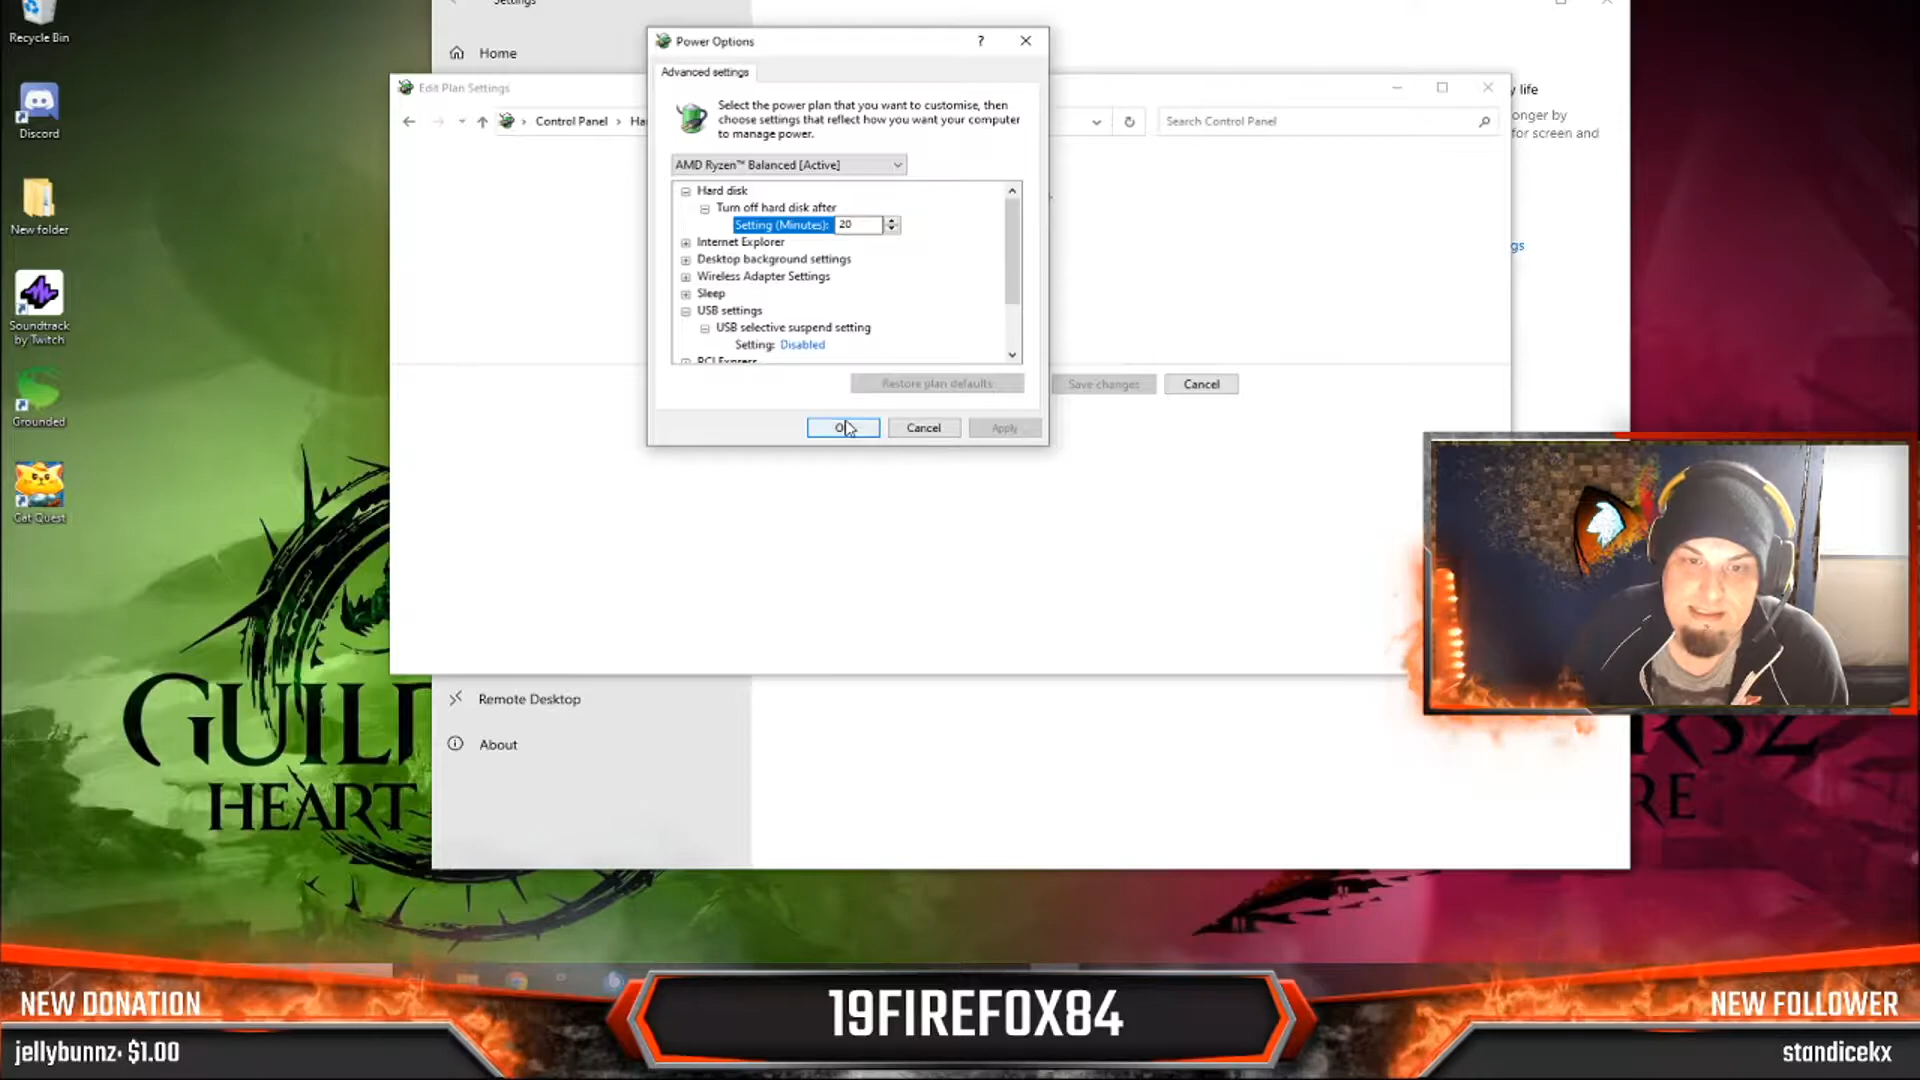 Recycle Bin
Discord
New folder
Soundtrack
by Twitch
Grounded
Cat Quest
Settings
Home
Edit Plan Settings
Control Panel
Search Control Panel
Power Options
Advanced settings
Select the power plan that you want to customise, then
choose settings that reflect how you want your computer
to manage power.
AMD Ryzen™ Balanced [Active]
Hard disk
Turn off hard disk after
Setting (Minutes): 20
Internet Explorer
Desktop background settings
Wireless Adapter Settings
Sleep
USB settings
USB selective suspend setting
Setting: Disabled
PCI Express
Restore plan defaults
Cancel
Apply
Save changes
Cancel
life
onger by
for screen and
gs
Remote Desktop
About
GUILD
HEART
NEW DONATION
jellybunnz: $1.00
19FIREFOX84
NEW FOLLOWER
standicekx